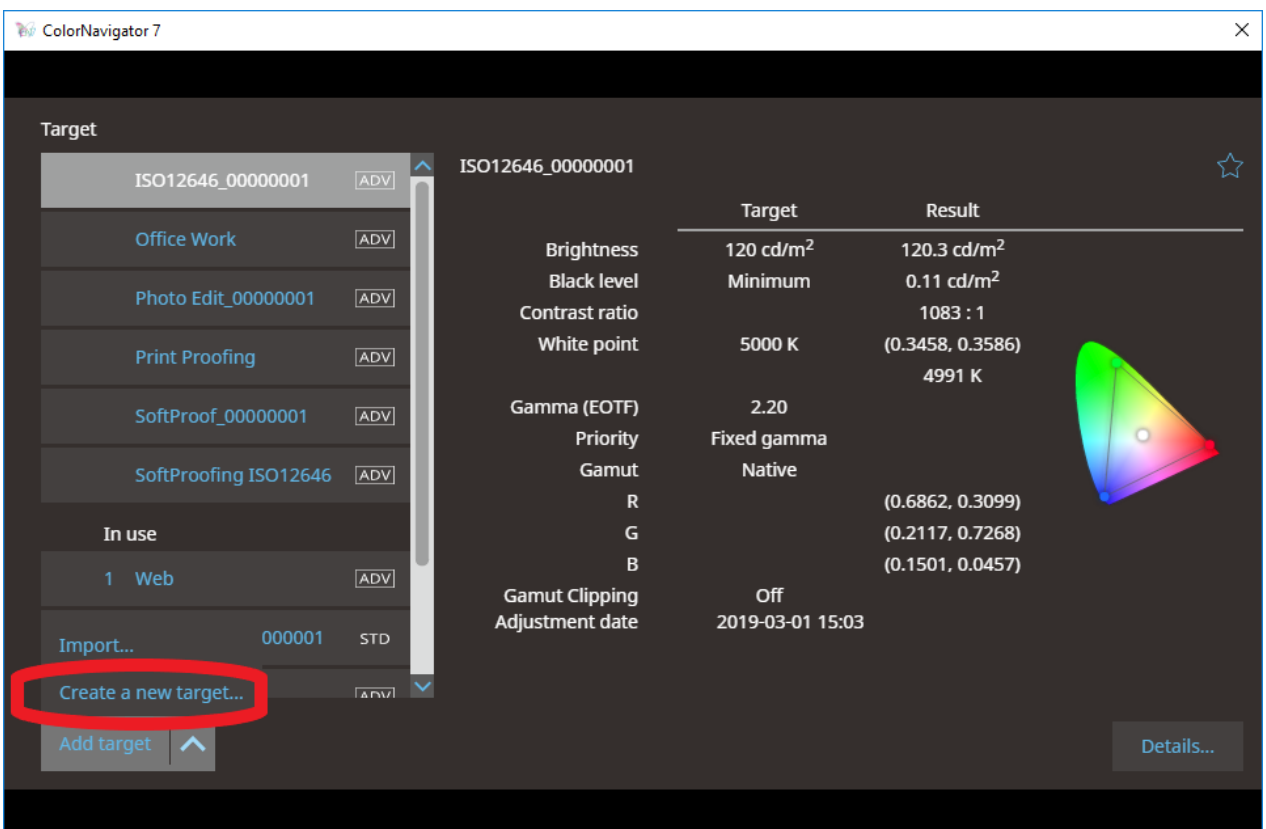 ColorNavigator 7
Target
ISO12646_00000001 ADV
Office Work ADV
Photo Edit_00000001 ADV
Print Proofing ADV
SoftProof_00000001 ADV
SoftProofing ISO12646 ADV
In use
1 Web ADV
000001 STD
ADV
Import...
Create a new target...
Add target
ISO12646_00000001
Target Result
Brightness 120 cd/m² 120.3 cd/m²
Black level Minimum 0.11 cd/m²
Contrast ratio 1083 : 1
White point 5000 K (0.3458, 0.3586)
4991 K
Gamma (EOTF) 2.20
Priority Fixed gamma
Gamut Native
R (0.6862, 0.3099)
G (0.2117, 0.7268)
B (0.1501, 0.0457)
Gamut Clipping Off
Adjustment date 2019-03-01 15:03
Details...